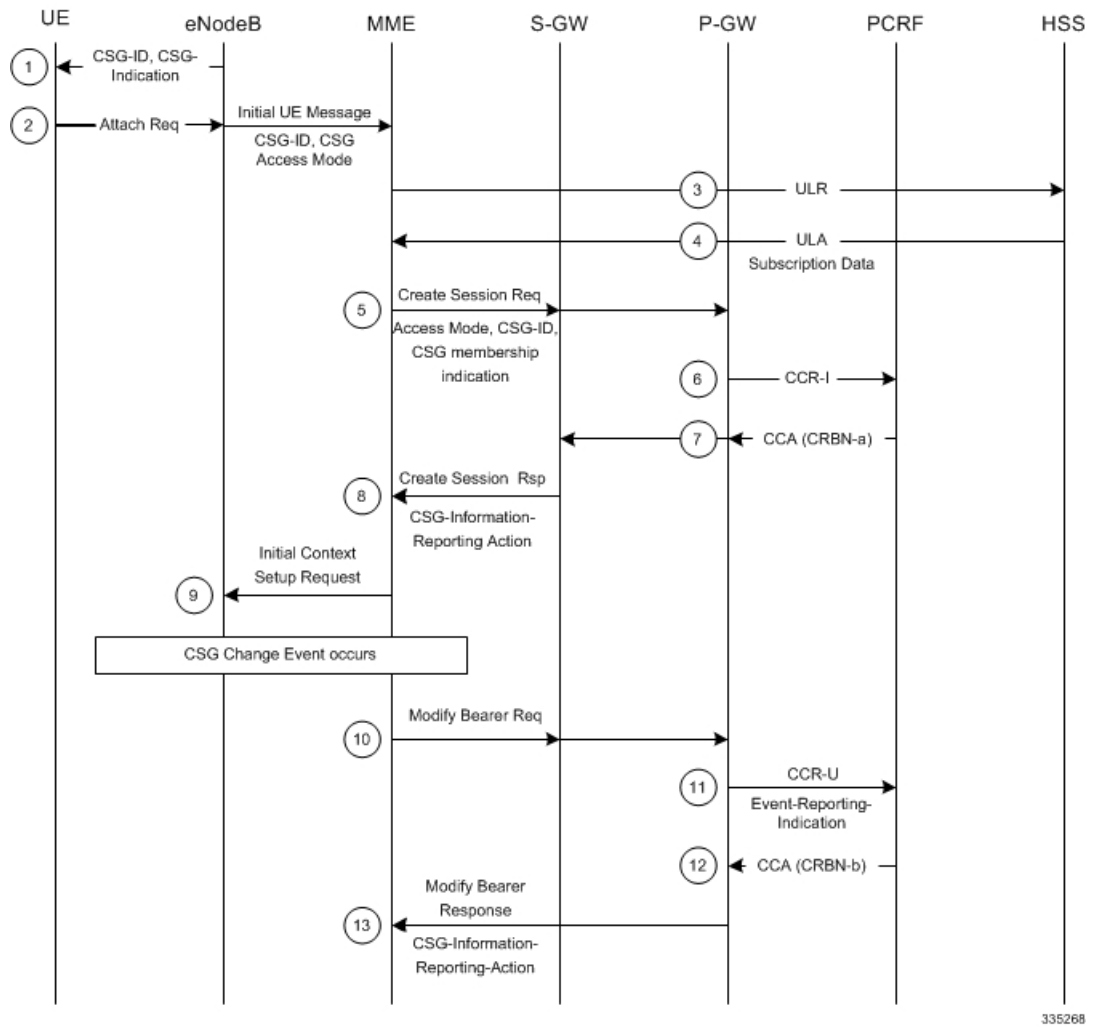 UE
eNodeB
MME
S-GW
P-GW
PCRF
HSS
1
CSG-ID, CSG-
Indication
2
Attach Req
Initial UE Message
CSG-ID, CSG
Access Mode
3
ULR
4
ULA
Subscription Data
5
Create Session Req
Access Mode, CSG-ID,
CSG membership
indication
6
CCR-I
7
CCA (CRBN-a)
8
Create Session Rsp
CSG-Information-
Reporting Action
9
Initial Context
Setup Request
CSG Change Event occurs
10
Modify Bearer Req
11
CCR-U
Event-Reporting-
Indication
12
CCA (CRBN-b)
13
Modify Bearer
Response
CSG-Information-
Reporting-Action
335268